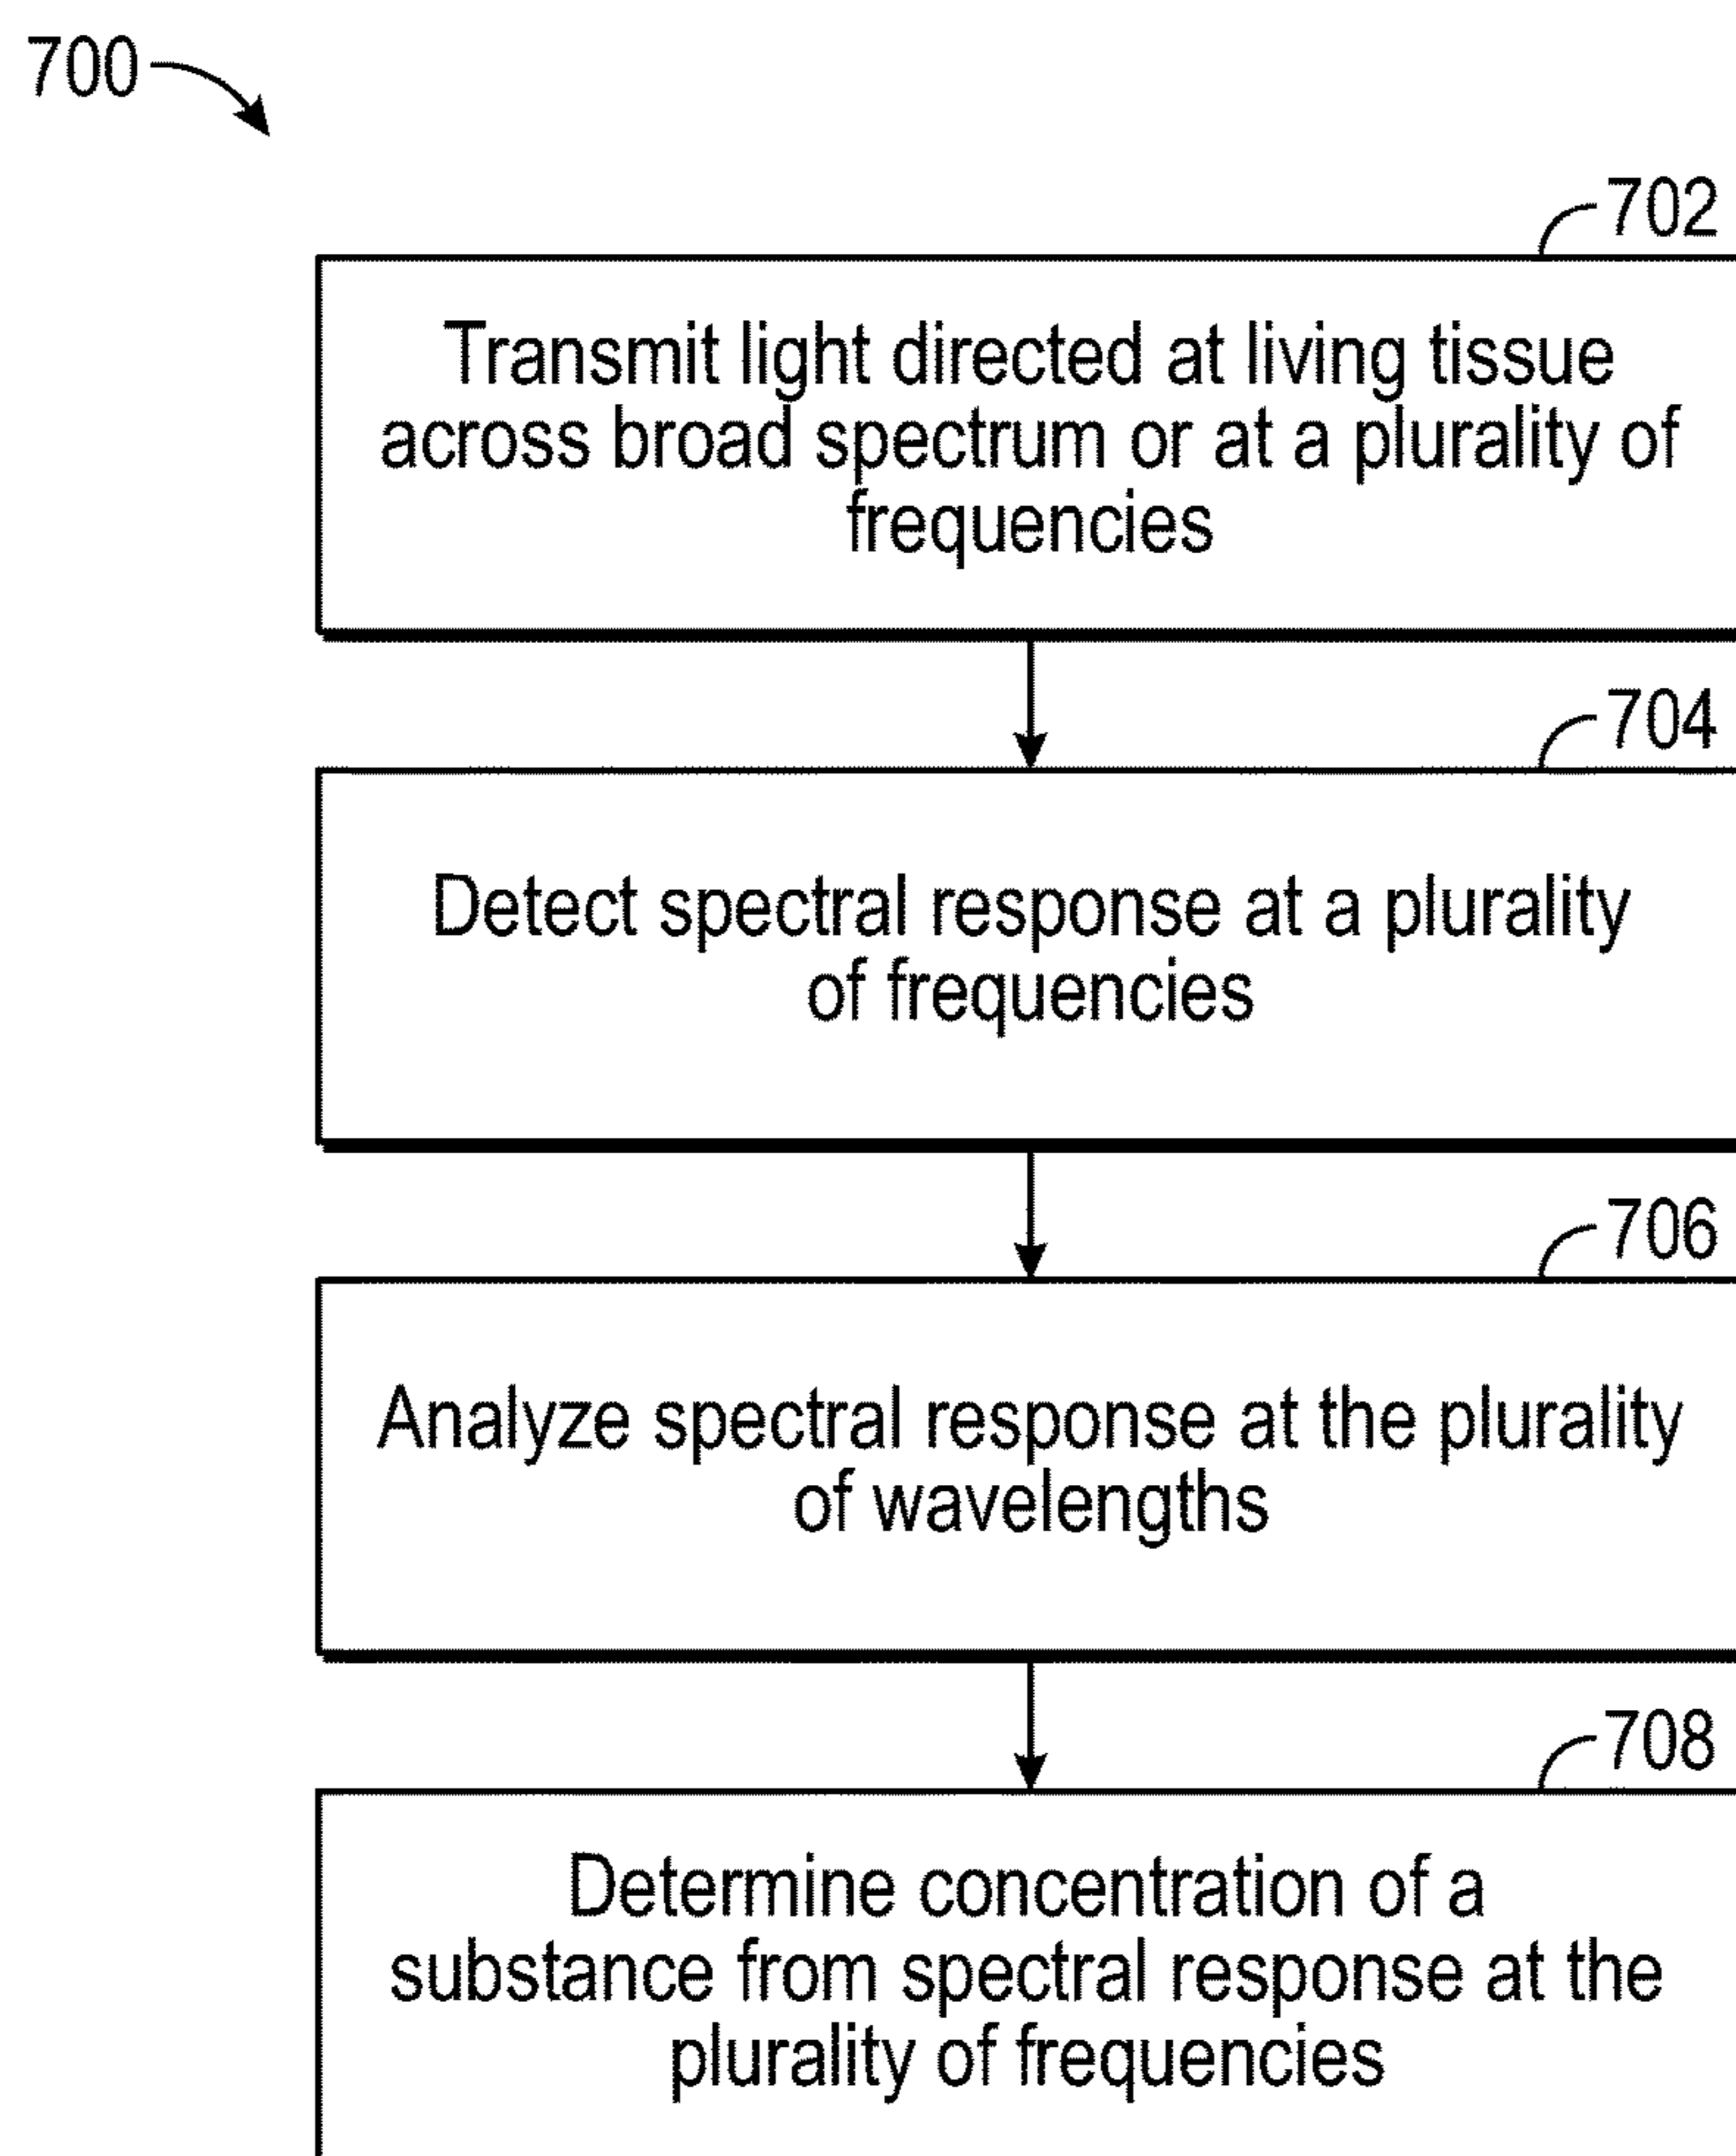 700
702
Transmit light directed at living tissue
across broad spectrum or at a plurality of
frequencies
704
Detect spectral response at a plurality
of frequencies
706
Analyze spectral response at the plurality
of wavelengths
708
Determine concentration of a
substance from spectral response at the
plurality of frequencies